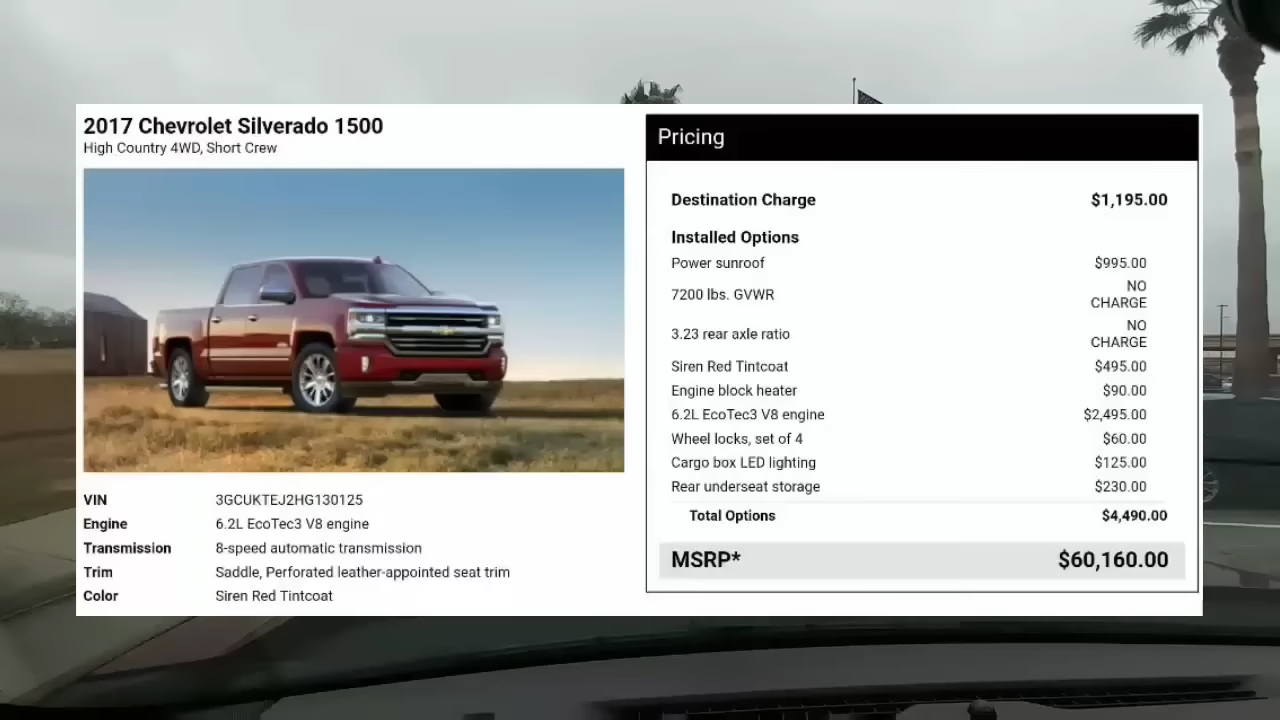 2017 Chevrolet Silverado 1500
High Country 4WD, Short Crew
VIN 3GCUKTEJ2HG130125
Engine 6.2L EcoTec3 V8 engine
Transmission 8-speed automatic transmission
Trim Saddle, Perforated leather-appointed seat trim
Color Siren Red Tintcoat
Pricing
Destination Charge $1,195.00
Installed Options
Power sunroof $995.00
7200 lbs. GVWR NO CHARGE
3.23 rear axle ratio NO CHARGE
Siren Red Tintcoat $495.00
Engine block heater $90.00
6.2L EcoTec3 V8 engine $2,495.00
Wheel locks, set of 4 $60.00
Cargo box LED lighting $125.00
Rear underseat storage $230.00
Total Options $4,490.00
MSRP* $60,160.00